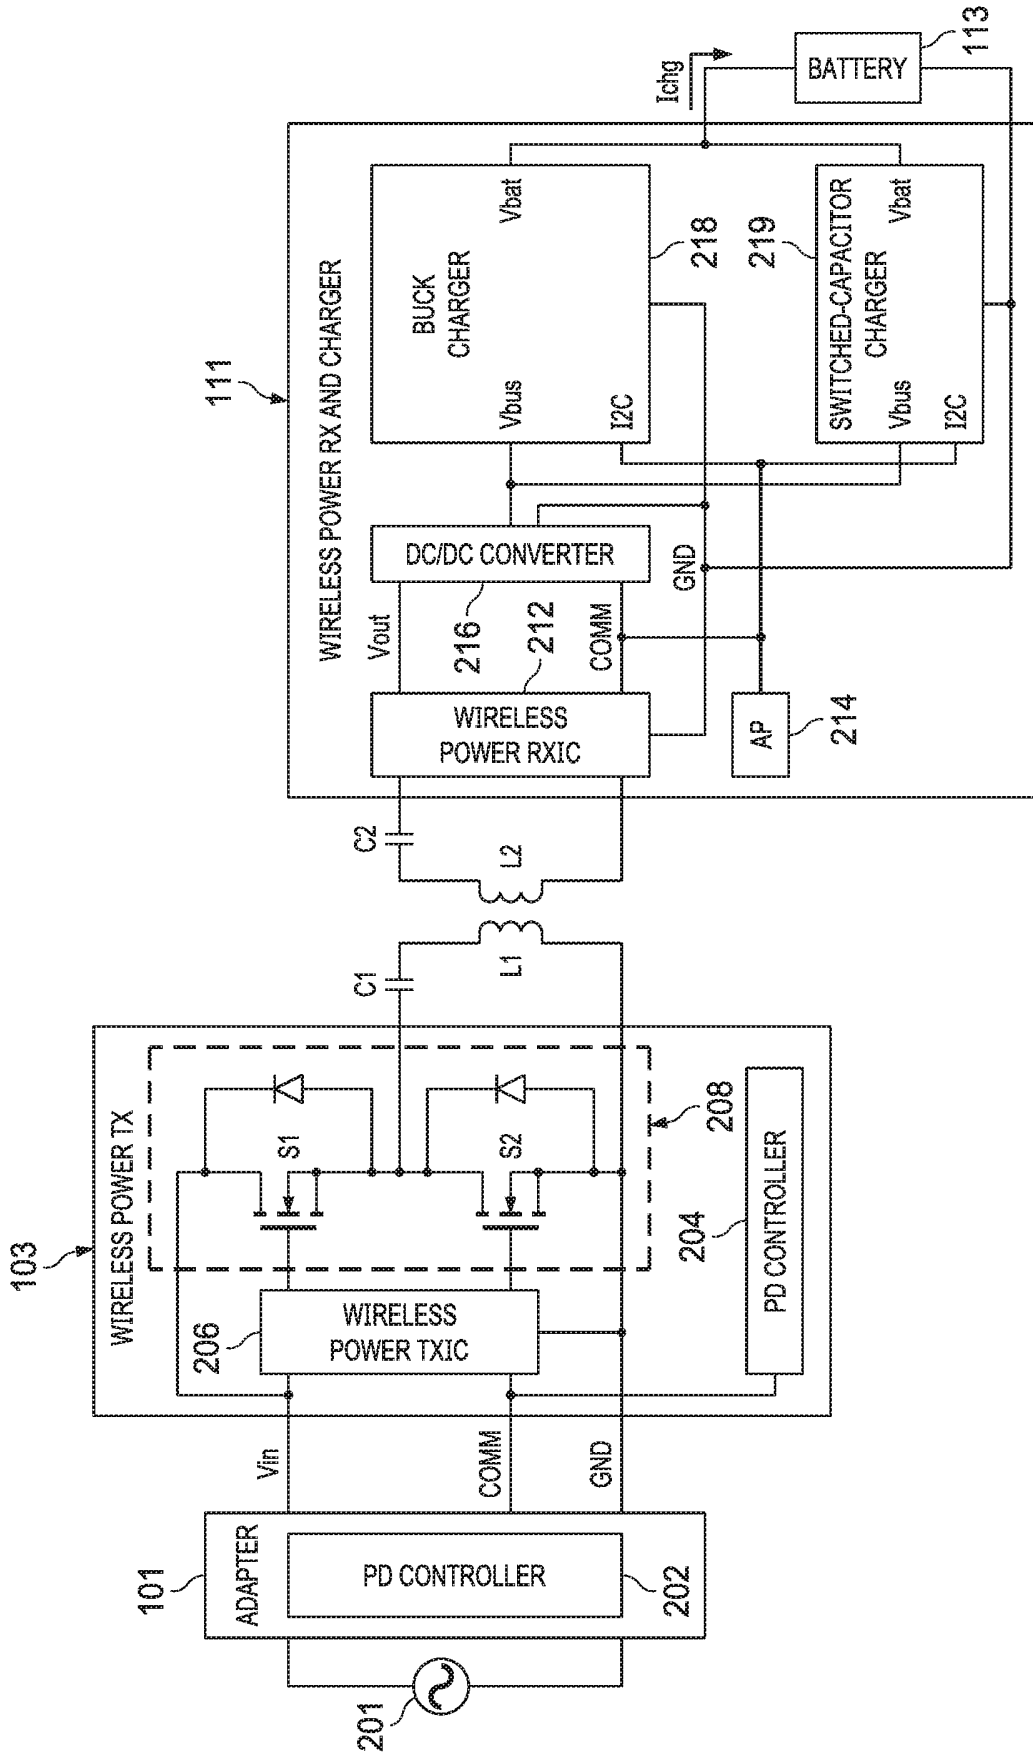 201
101
ADAPTER
PD CONTROLLER
202
Vin
COMM
GND
103
WIRELESS POWER TX
206
WIRELESS
POWER TXIC
S1
S2
208
204
PD CONTROLLER
C1
L1
C2
L2
111
WIRELESS POWER RX AND CHARGER
WIRELESS
POWER RXIC
212
Vout
COMM
GND
AP
214
216
DC/DC CONVERTER
BUCK
CHARGER
Vbus
I2C
Vbat
218
219
SWITCHED-CAPACITOR
CHARGER
Vbus
I2C
Vbat
Ichg
BATTERY
113